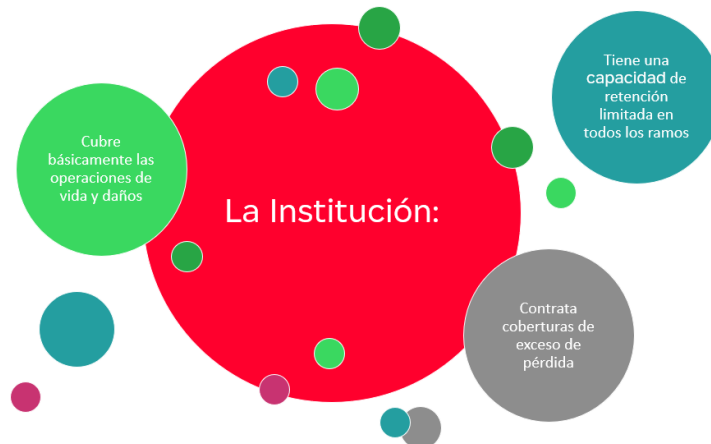 La Institución:
Cubre
básicamente las
operaciones de
vida y daños
Tiene una
capacidad de
retención
limitada en
todos los ramos
Contrata
coberturas de
exceso de
pérdida